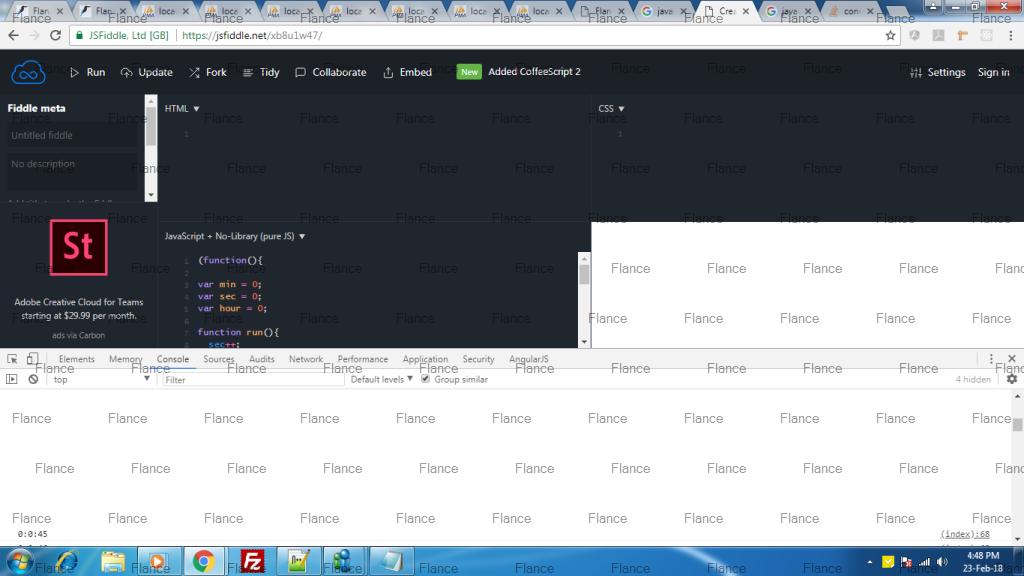 Flan
Flan
loca
loca
loca
loca
loca
loca
loca
Flan
java
Crea
java
con
JSFiddle, Ltd [GB]
https://jsfiddle.net/xb8u1w47/
Run
Update
Fork
Tidy
Collaborate
Embed
New
Added CoffeeScript 2
Settings
Sign in
Fiddle meta
Untitled fiddle
No description
HTML
1
CSS
1
St
Adobe Creative Cloud for Teams
starting at $29.99 per month.
ads via Carbon
JavaScript + No-Library (pure JS)
1 (function(){
2
3 var min = 0;
4 var sec = 0;
5 var hour = 0;
6
7 function run(){
8 sec++;
Elements Memory Console Sources Audits Network Performance Application Security AngularJS
top
Filter
Default levels
Group similar
4 hidden
Flance Flance Flance Flance Flance Flance Flance Flance Flance Flance Flance
Flance Flance Flance Flance Flance Flance Flance Flance Flance Flance Flanc
Flance Flance Flance Flance Flance Flance Flance Flance Flance Flance Flance
0:0:45
(index):68
4:48 PM
23-Feb-18